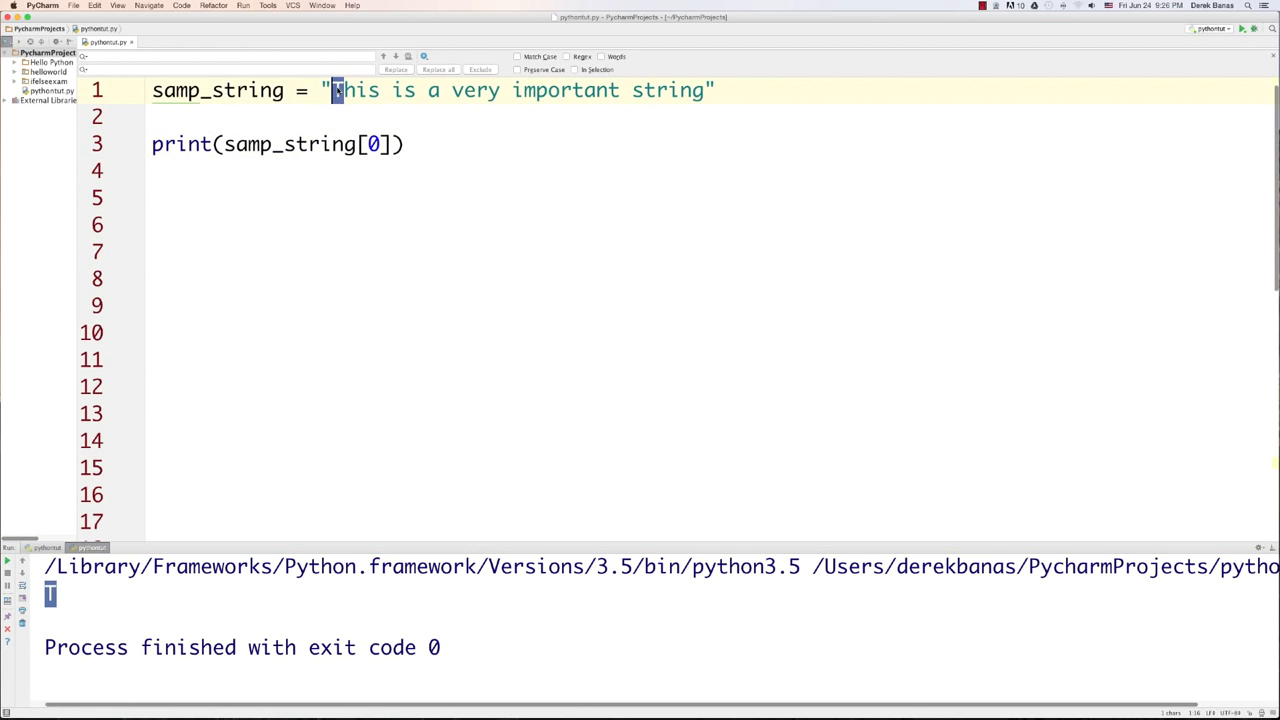 PyCharm File Edit View Navigate Code Refactor Run Tools VCS Window Help 10 Fri Jun 24 9:26 PM Derek Banas
pythontut.py - PycharmProjects - [~/PycharmProjects]
PycharmProjects pythontut.py pythontut
pythontut.py
PycharmProject
Hello Python
helloworld
ifelseexam
pythontut.py
External Librarie
Match Case Regex Words
Replace Replace all Exclude Preserve Case In Selection
1 samp_string = "This is a very important string"
2
3 print(samp_string[0])
4
5
6
7
8
9
10
11
12
13
14
15
16
17
Run: pythontut pythontut
/Library/Frameworks/Python.framework/Versions/3.5/bin/python3.5 /Users/derekbanas/PycharmProjects/pytho
T
Process finished with exit code 0
1 chars 1:16 LF‡ UTF-8‡